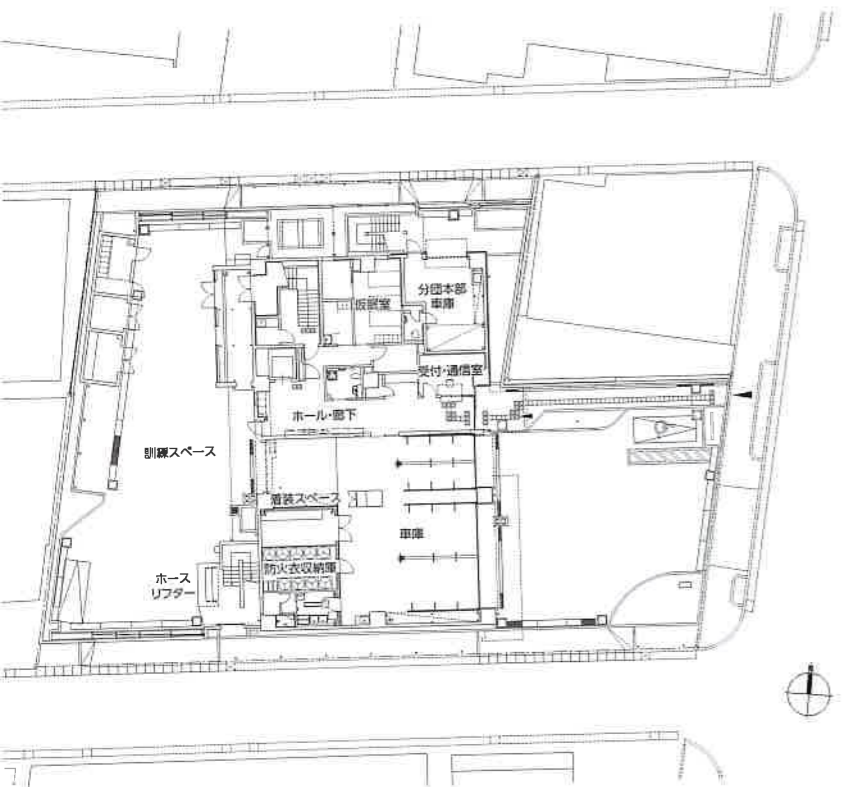 分団本部
車庫
仮眠室
受付・通信室
ホール・廊下
訓練スペース
着装スペース
車庫
防火衣収納庫
ホース
リフター